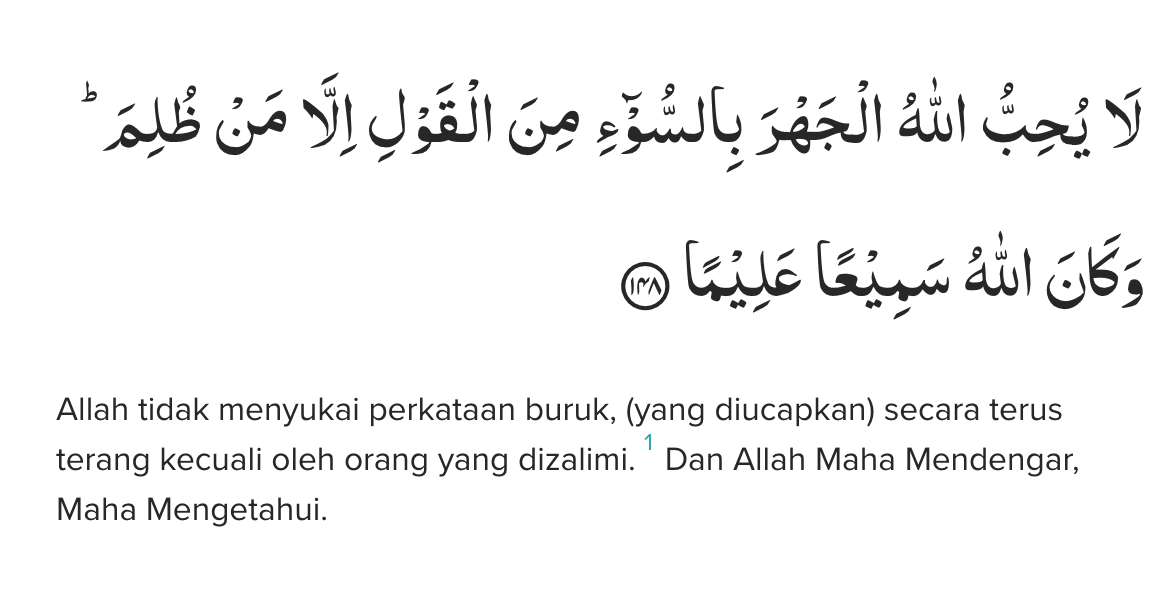 لَا يُحِبُّ اللّٰهُ الْجَهْرَ بِالسُّوْۤءِ مِنَ الْقَوْلِ اِلَّا مَنْ ظُلِمَ ؕ
وَكَانَ اللّٰهُ سَمِيْعًا عَلِيْمًا ۝۱۴۸
Allah tidak menyukai perkataan buruk, (yang diucapkan) secara terus
terang kecuali oleh orang yang dizalimi. 1 Dan Allah Maha Mendengar,
Maha Mengetahui.